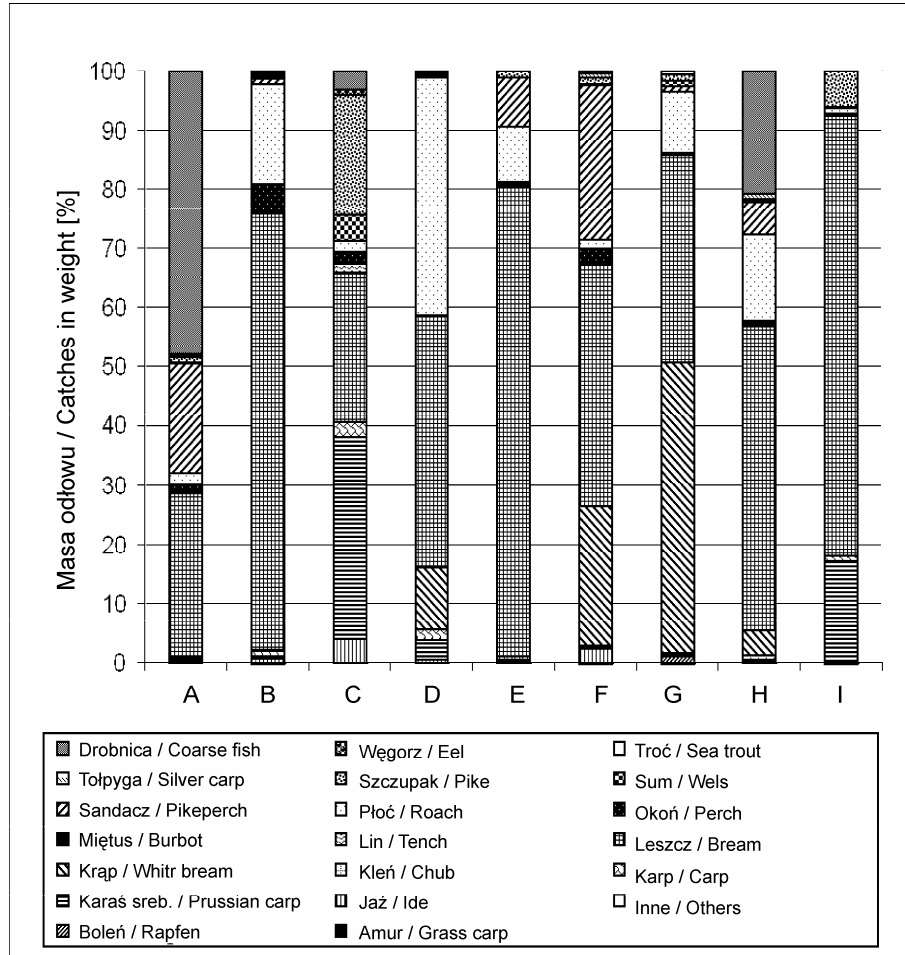 Masa odłowu / Catches in weight [%]
100
90
80
70
60
50
40
30
20
10
0
A B C D E F G H I
Drobnica / Coarse fish
Tołpyga / Silver carp
Sandacz / Pikeperch
Miętus / Burbot
Krąp / Whitr bream
Karaś sreb. / Prussian carp
Boleń / Rapfen
Węgorz / Eel
Szczupak / Pike
Płoć / Roach
Lin / Tench
Kleń / Chub
Jaź / Ide
Amur / Grass carp
Troć / Sea trout
Sum / Wels
Okoń / Perch
Leszcz / Bream
Karp / Carp
Inne / Others